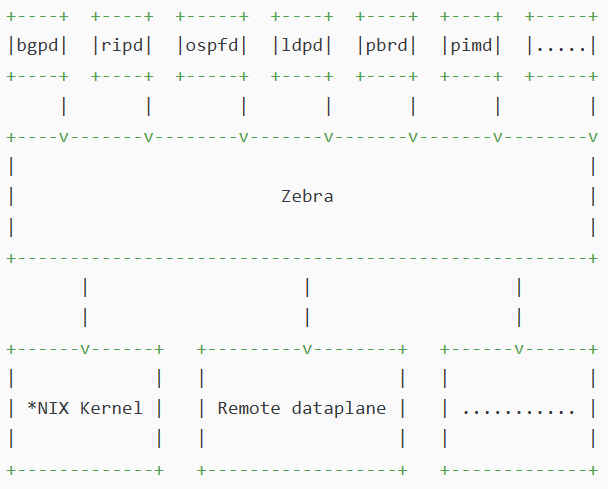 +----+  +----+  +-----+  +----+  +----+  +----+  +-----+
|bgpd|  |ripd|  |ospfd|  |ldpd|  |pbrd|  |pimd|  |.....|
+----+  +----+  +-----+  +----+  +----+  +----+  +-----+
     |       |        |       |       |       |        |
+----v-------v--------v-------v-------v-------v--------v
|                                                      |
|                         Zebra                        |
|                                                      |
+------------------------------------------------------+
       |                    |                   |
       |                    |                   |
+------v------+   +---------v--------+   +------v------+
|             |   |                  |   |             |
| *NIX Kernel |   | Remote dataplane |   | ........... |
|             |   |                  |   |             |
+-------------+   +------------------+   +-------------+